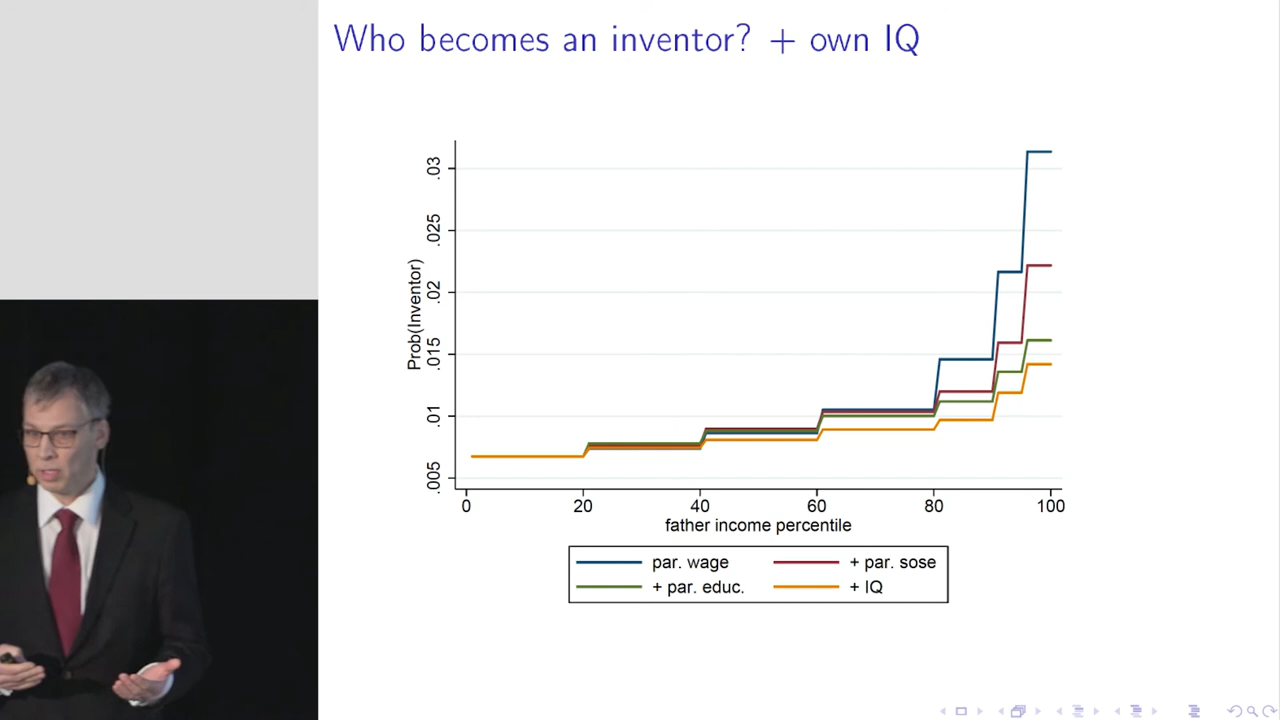 Who becomes an inventor? + own IQ
Prob(Inventor)
.03
.025
.02
.015
.01
.005
0 20 40 60 80 100
father income percentile
par. wage + par. sose
+ par. educ. + IQ